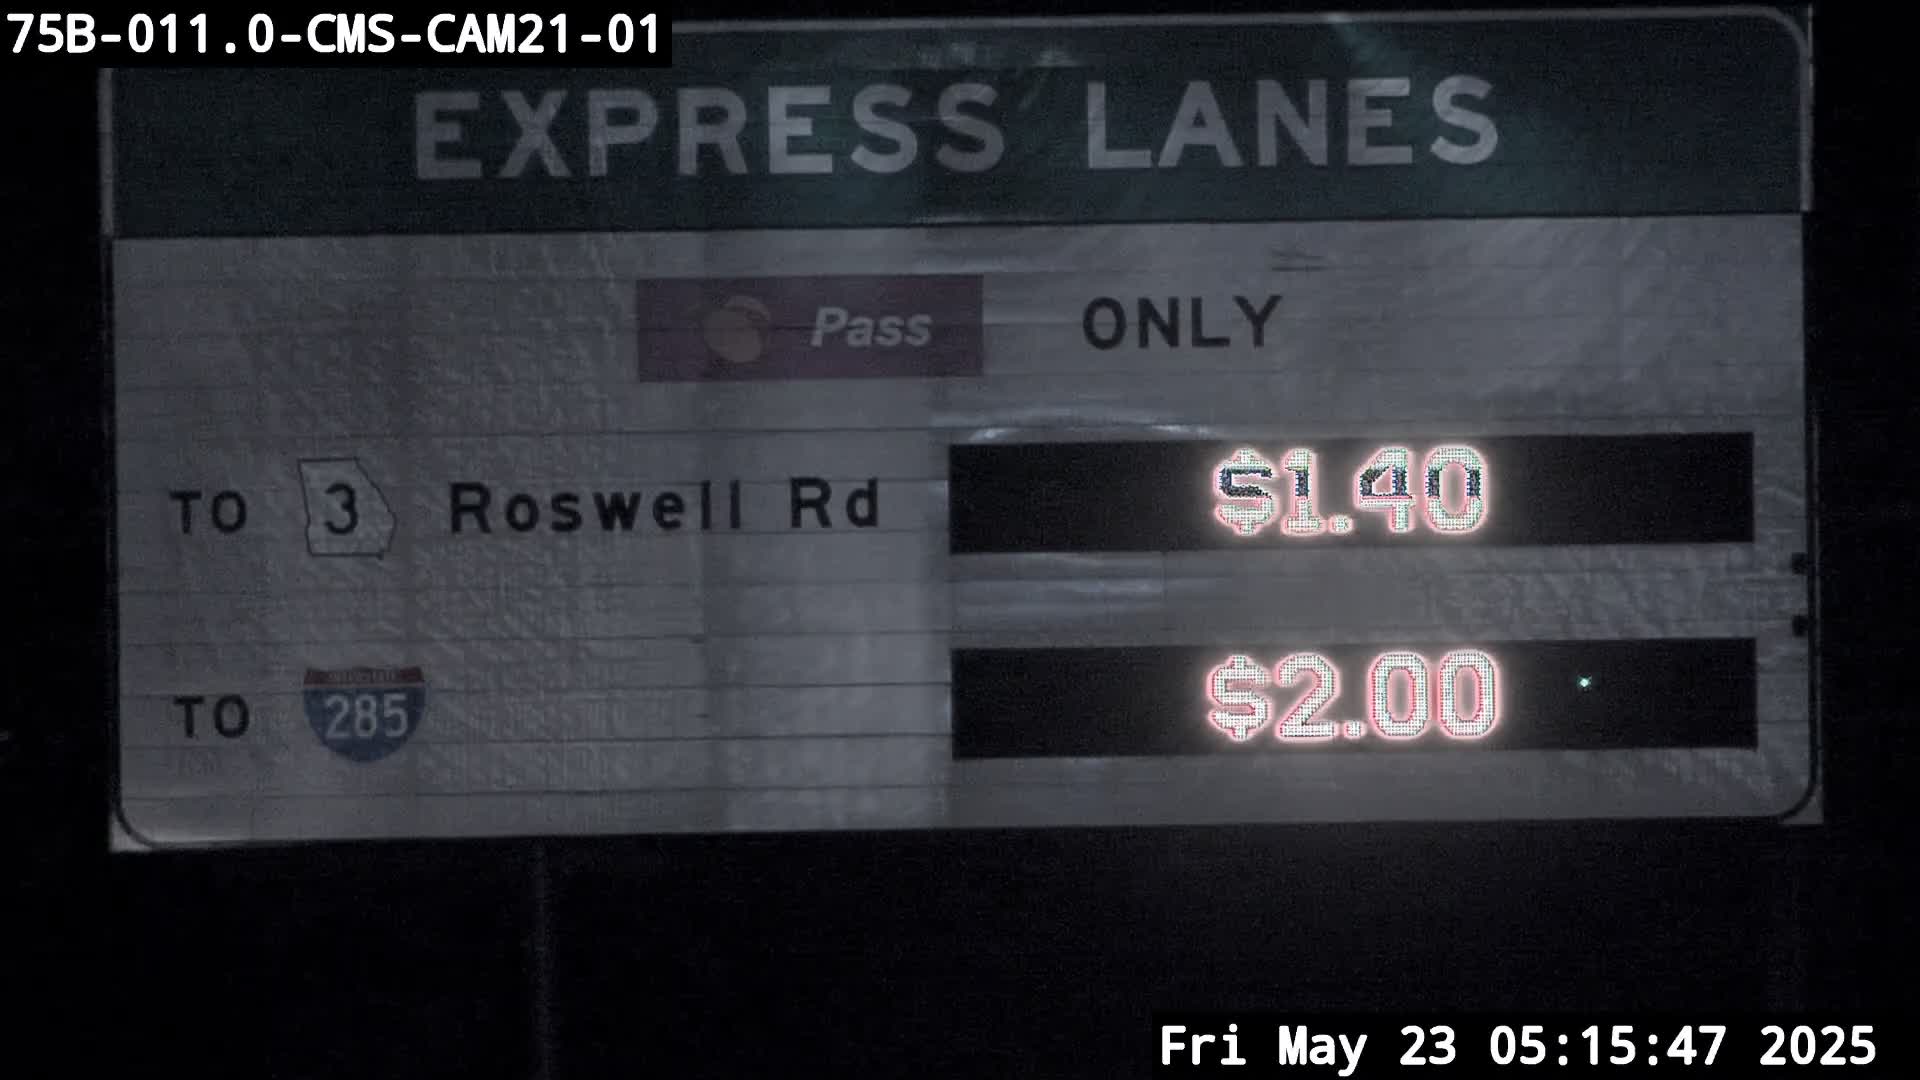 75B-011.0-CMS-CAM21-01
EXPRESS LANES
Pass ONLY
TO 3 Roswell Rd $1.40
TO 285 $2.00
Fri May 23 05:15:47 2025